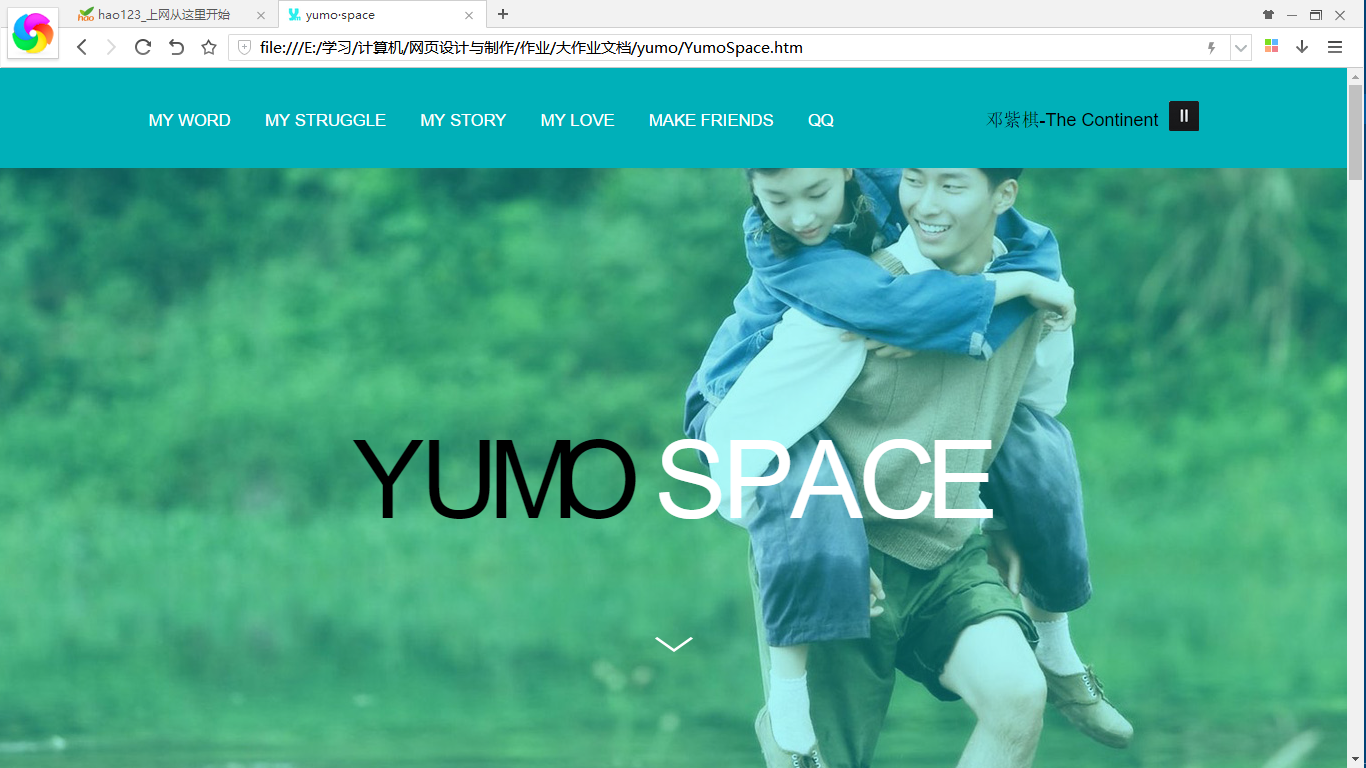 hao123_上网从这里开始
yumo·space
file:///E:/学习/计算机/网页设计与制作/作业/大作业文档/yumo/YumoSpace.htm
MY WORD MY STRUGGLE MY STORY MY LOVE MAKE FRIENDS QQ
邓紫棋-The Continent
YUMO SPACE